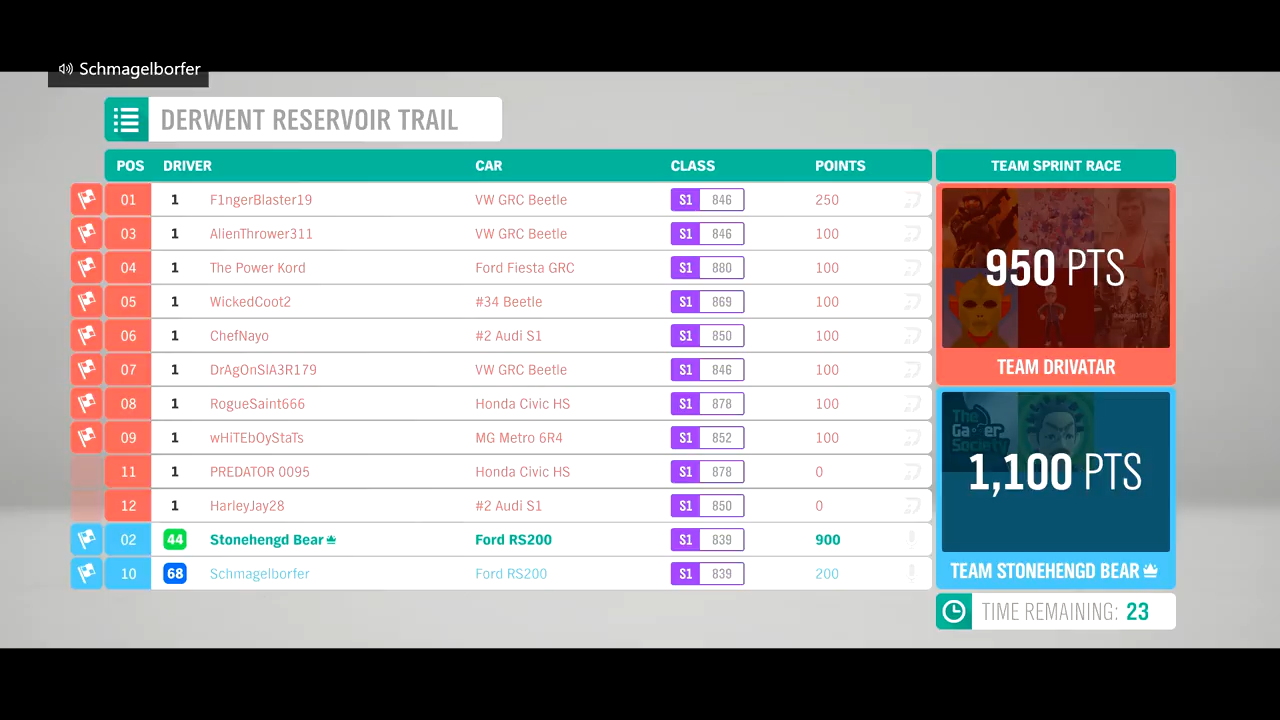 Schmagelborfer
DERWENT RESERVOIR TRAIL
POS DRIVER CAR CLASS POINTS TEAM SPRINT RACE
01 1 F1ngerBlaster19 VW GRC Beetle S1 846 250
03 1 AlienThrower311 VW GRC Beetle S1 846 100
04 1 The Power Kord Ford Fiesta GRC S1 880 100
05 1 WickedCoot2 #34 Beetle S1 869 100
06 1 ChefNayo #2 Audi S1 S1 850 100
07 1 DrAgOnSlA3R179 VW GRC Beetle S1 846 100
08 1 RogueSaint666 Honda Civic HS S1 878 100
09 1 wHiTEbOyStaTs MG Metro 6R4 S1 852 100
11 1 PREDATOR 0095 Honda Civic HS S1 878 0
12 1 HarleyJay28 #2 Audi S1 S1 850 0
02 44 Stonehengd Bear Ford RS200 S1 839 900
10 68 Schmagelborfer Ford RS200 S1 839 200
950 PTS
TEAM DRIVATAR
The
Society
1,100 PTS
TEAM STONEHENGD BEAR
TIME REMAINING: 23